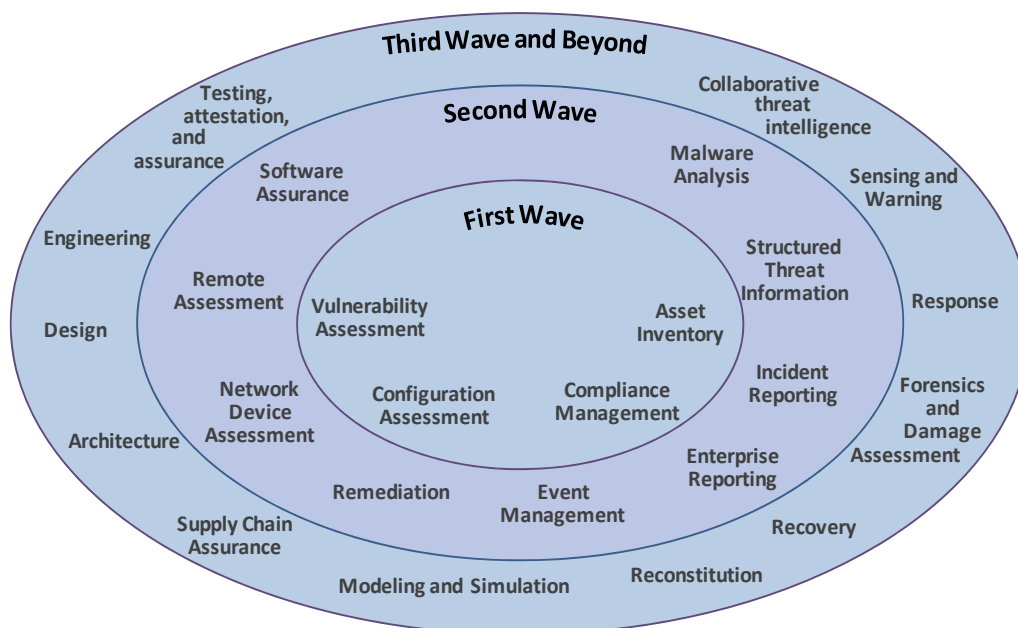 Third Wave and Beyond
Testing,
attestation,
and
assurance
Collaborative
threat
intelligence
Second Wave
Software
Assurance
Malware
Analysis
Sensing and
Warning
First Wave
Engineering
Remote
Assessment
Structured
Threat
Information
Vulnerability
Assessment
Asset
Inventory
Design
Response
Network
Device
Assessment
Configuration
Assessment
Compliance
Management
Incident
Reporting
Forensics
and
Damage
Assessment
Architecture
Enterprise
Reporting
Remediation
Event
Management
Supply Chain
Assurance
Recovery
Modeling and Simulation
Reconstitution